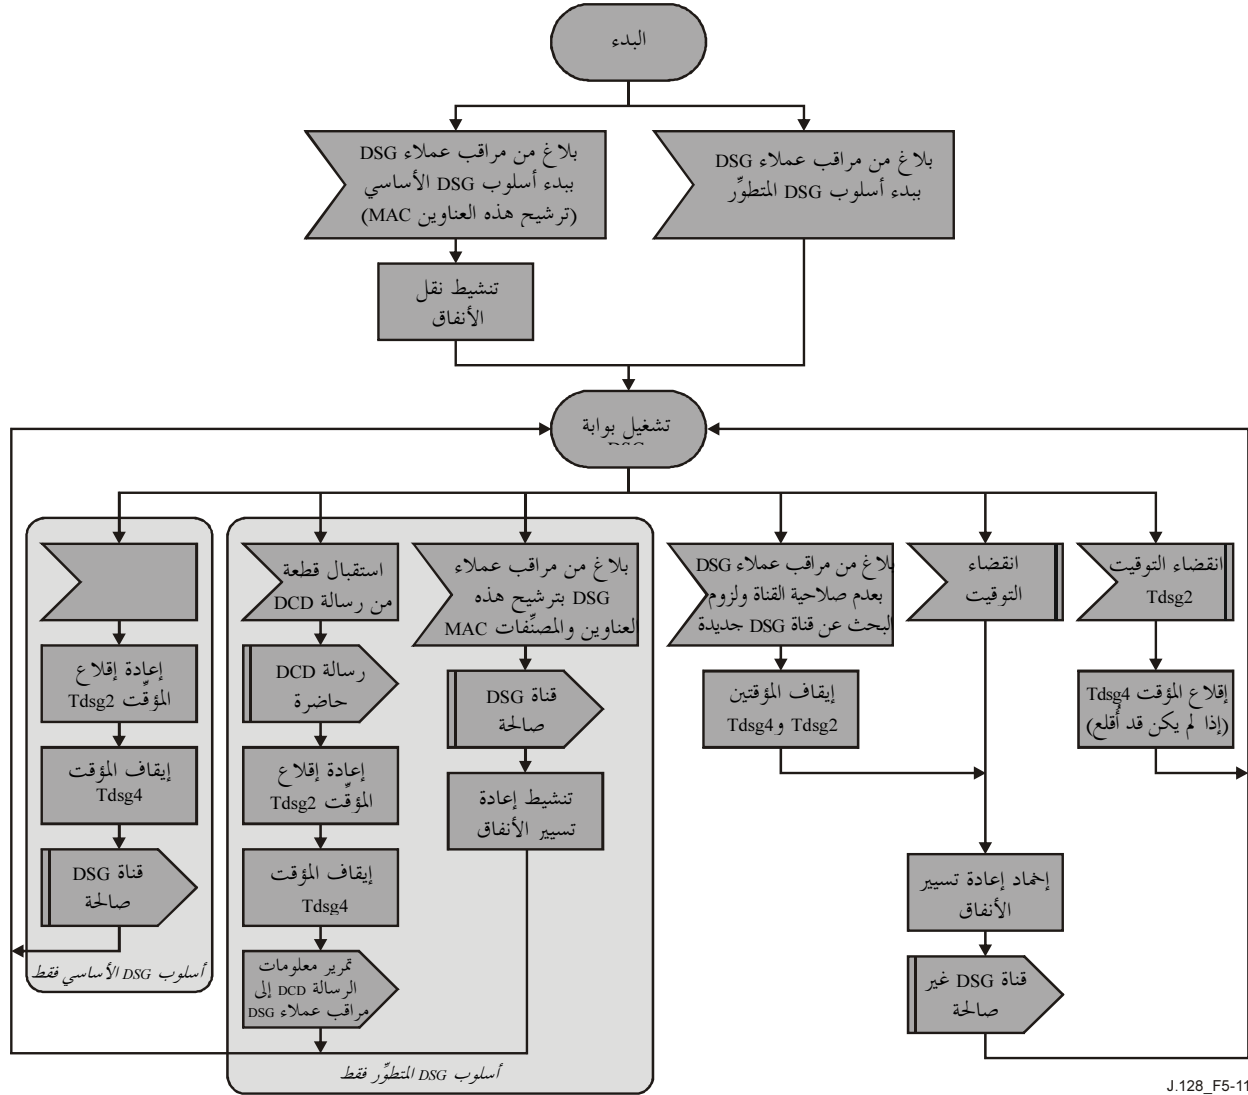 البدء
بلاغ من مراقب عملاء DSG
ببدء أسلوب DSG المتطوِّر
بلاغ من مراقب عملاء DSG
ببدء أسلوب DSG الأساسي
(ترشيح هذه العناوين MAC)
تنشيط نقل
الأنفاق
تشغيل بوابة
DSG
انقضاء التوقيت
Tdsg2
إقلاع المؤقت Tdsg4
(إذا لم يكن قد أُقلع)
انقضاء
التوقيت
إخماد إعادة تسيير
الأنفاق
قناة DSG غير
صالحة
بلاغ من مراقب عملاء DSG
بعدم صلاحية القناة ولزوم
البحث عن قناة DSG جديدة
إيقاف المؤقتين
Tdsg2 و Tdsg4
بلاغ من مراقب عملاء
DSG بترشيح هذه
العناوين والمصنِّفات MAC
قناة DSG
صالحة
تنشيط إعادة
تسيير الأنفاق
استقبال قطعة
من رسالة DCD
رسالة DCD
حاضرة
إعادة إقلاع
المؤقِّت Tdsg2
إيقاف المؤقت
Tdsg4
تمرير معلومات
الرسالة DCD إلى
مراقب عملاء DSG
أسلوب DSG المتطوِّر فقط
إعادة إقلاع
المؤقِّت Tdsg2
إيقاف المؤقت
Tdsg4
قناة DSG
صالحة
أسلوب DSG الأساسي فقط
J.128_F5-11